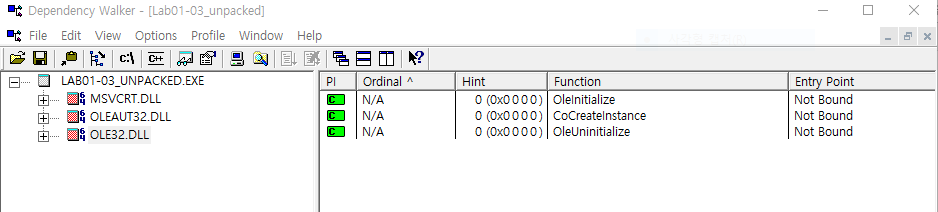 Dependency Walker - [Lab01-03_unpacked]
File Edit View Options Profile Window Help
c:\ C++
LAB01-03_UNPACKED.EXE
MSVCRT.DLL
OLEAUT32.DLL
OLE32.DLL
PI Ordinal ^ Hint Function Entry Point
C N/A 0 (0x0000) OleInitialize Not Bound
C N/A 0 (0x0000) CoCreateInstance Not Bound
C N/A 0 (0x0000) OleUninitialize Not Bound